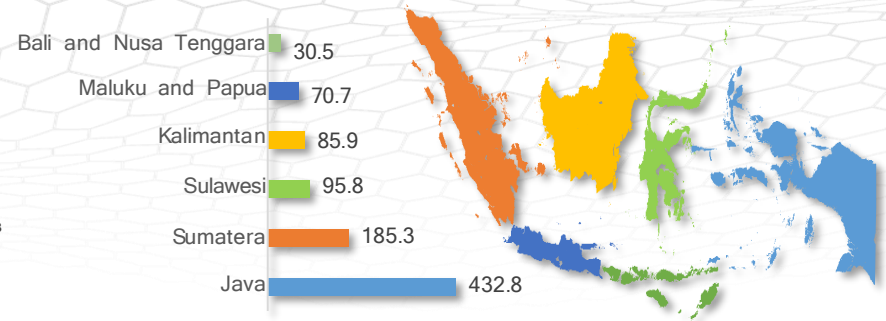 Bali and Nusa Tenggara 30.5
Maluku and Papua 70.7
Kalimantan 85.9
Sulawesi 95.8
Sumatera 185.3
Java 432.8